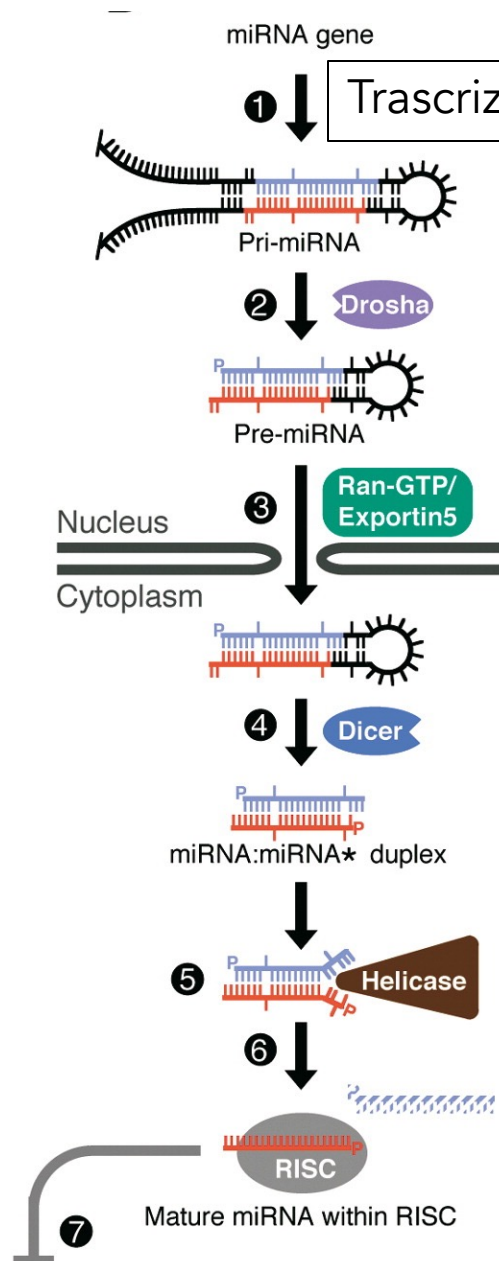 miRNA gene
1
Trascriz
Pri-miRNA
2
Drosha
P
Pre-miRNA
3
Ran-GTP/
Exportin5
Nucleus
Cytoplasm
P
4
Dicer
P
P
miRNA:miRNA* duplex
5
P
P
Helicase
6
P
RISC
Mature miRNA within RISC
7